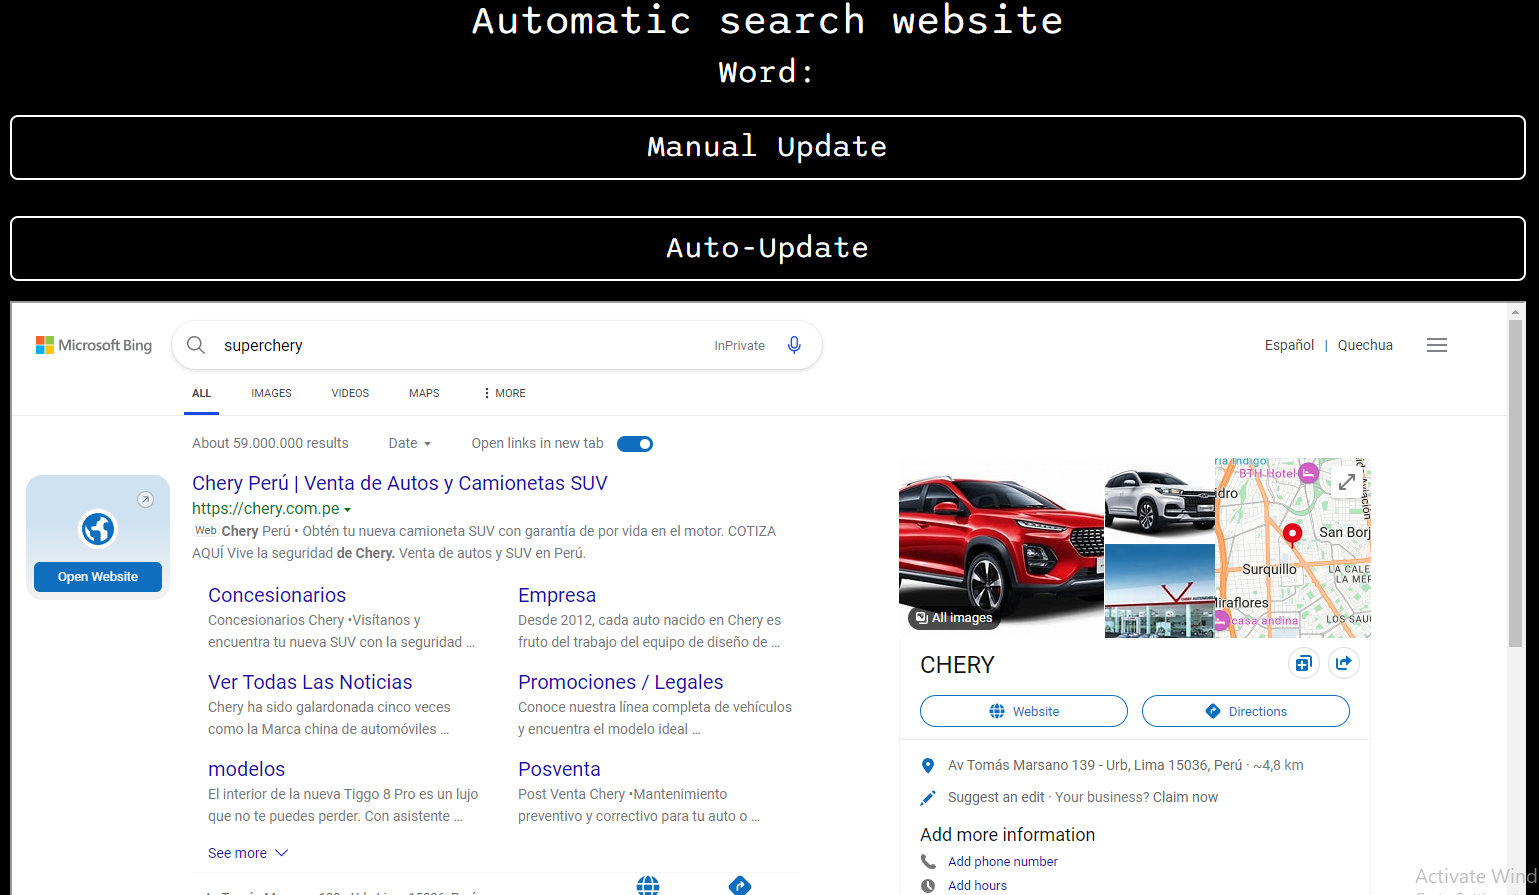 Automatic search website
Word:
Manual Update
Auto-Update
Microsoft Bing
superchery
InPrivate
Español | Quechua
ALL IMAGES VIDEOS MAPS MORE
About 59.000.000 results Date Open links in new tab
Open Website
Chery Perú | Venta de Autos y Camionetas SUV
https://chery.com.pe
Web Chery Perú • Obtén tu nueva camioneta SUV con garantía de por vida en el motor. COTIZA
AQUÍ Vive la seguridad de Chery. Venta de autos y SUV en Perú.
Concesionarios
Concesionarios Chery •Visítanos y
encuentra tu nueva SUV con la seguridad ...
Empresa
Desde 2012, cada auto nacido en Chery es
fruto del trabajo del equipo de diseño de ...
Ver Todas Las Noticias
Chery ha sido galardonada cinco veces
como la Marca china de automóviles ...
Promociones / Legales
Conoce nuestra línea completa de vehículos
y encuentra el modelo ideal ...
modelos
El interior de la nueva Tiggo 8 Pro es un lujo
que no te puedes perder. Con asistente ...
Posventa
Post Venta Chery •Mantenimiento
preventivo y correctivo para tu auto o ...
See more
All images
BTH Hotel
San Borj
Surquillo
LA CALE
LA MER
liraflores
casa andina
LOS SAU
CHERY
Website
Directions
Av Tomás Marsano 139 - Urb, Lima 15036, Perú · ~4,8 km
Suggest an edit · Your business? Claim now
Add more information
Add phone number
Add hours
Activate Wind